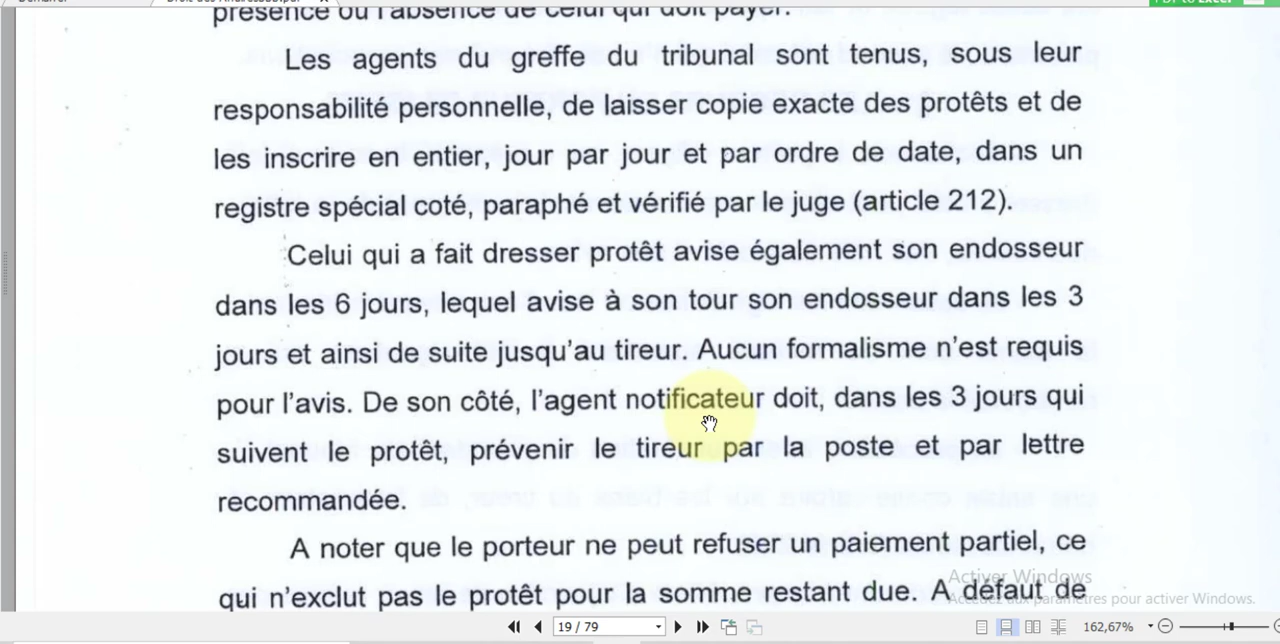 présence ou absence de celui qui doit payer.
Les agents du greffe du tribunal sont tenus, sous leur
responsabilité personnelle, de laisser copie exacte des protêts et de
les inscrire en entier, jour par jour et par ordre de date, dans un
registre spécial coté, paraphé et vérifié par le juge (article 212).
Celui qui a fait dresser protêt avise également son endosseur
dans les 6 jours, lequel avise à son tour son endosseur dans les 3
jours et ainsi de suite jusqu'au tireur. Aucun formalisme n'est requis
pour l'avis. De son côté, l'agent notificateur doit, dans les 3 jours qui
suivent le protêt, prévenir le tireur par la poste et par lettre
recommandée.
A noter que le porteur ne peut refuser un paiement partiel, ce
qui n'exclut pas le protêt pour la somme restant due. A défaut de
Activer Windows
Accédez aux paramètres pour activer Windows.
19 / 79
162,67%